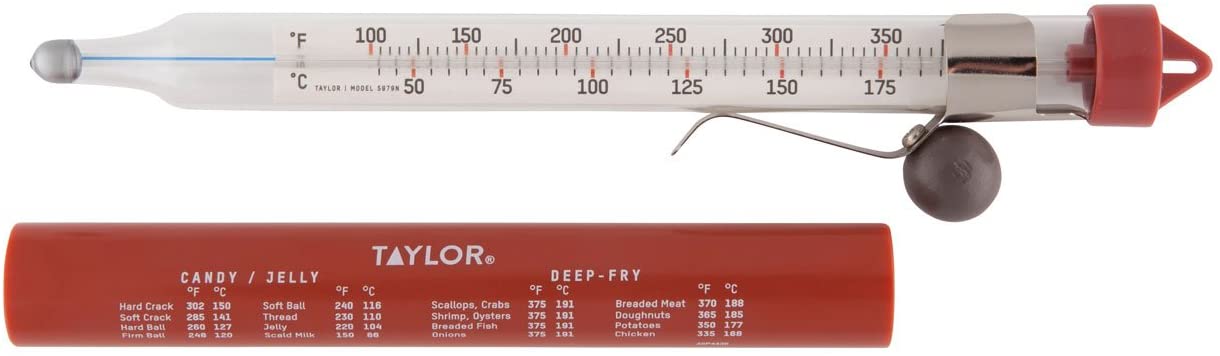 °F 100 150 200 250 300 350
°C TAYLOR | MODEL 5979N 50 75 100 125 150 175
TAYLOR®
CANDY / JELLY
°F °C °F °C
Hard Crack 302 150 Soft Ball 240 116
Soft Crack 285 141 Thread 230 110
Hard Ball 260 127 Jelly 220 104
Firm Ball 246 120 Scald Milk 150 66
DEEP-FRY
°F °C °F °C
Scallops, Crabs 375 191 Breaded Meat 370 188
Shrimp, Oysters 375 191 Doughnuts 365 185
Breaded Fish 375 191 Potatoes 350 177
Onions 375 191 Chicken 335 168